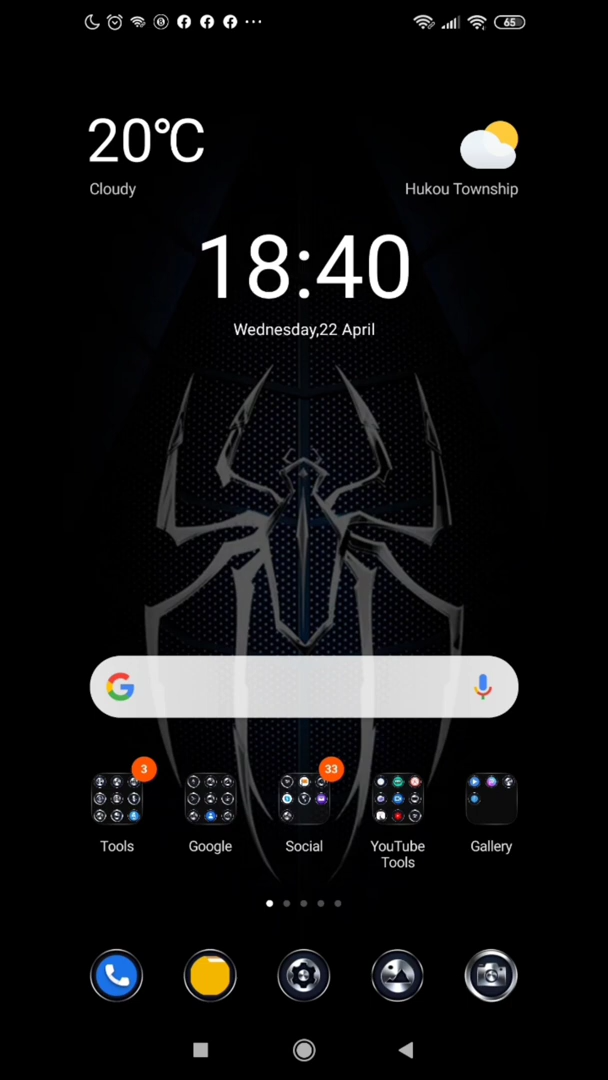 65
20°C
Cloudy
Hukou Township
18:40
Wednesday,22 April
G
3
33
Tools
Google
Social
YouTube
Tools
Gallery